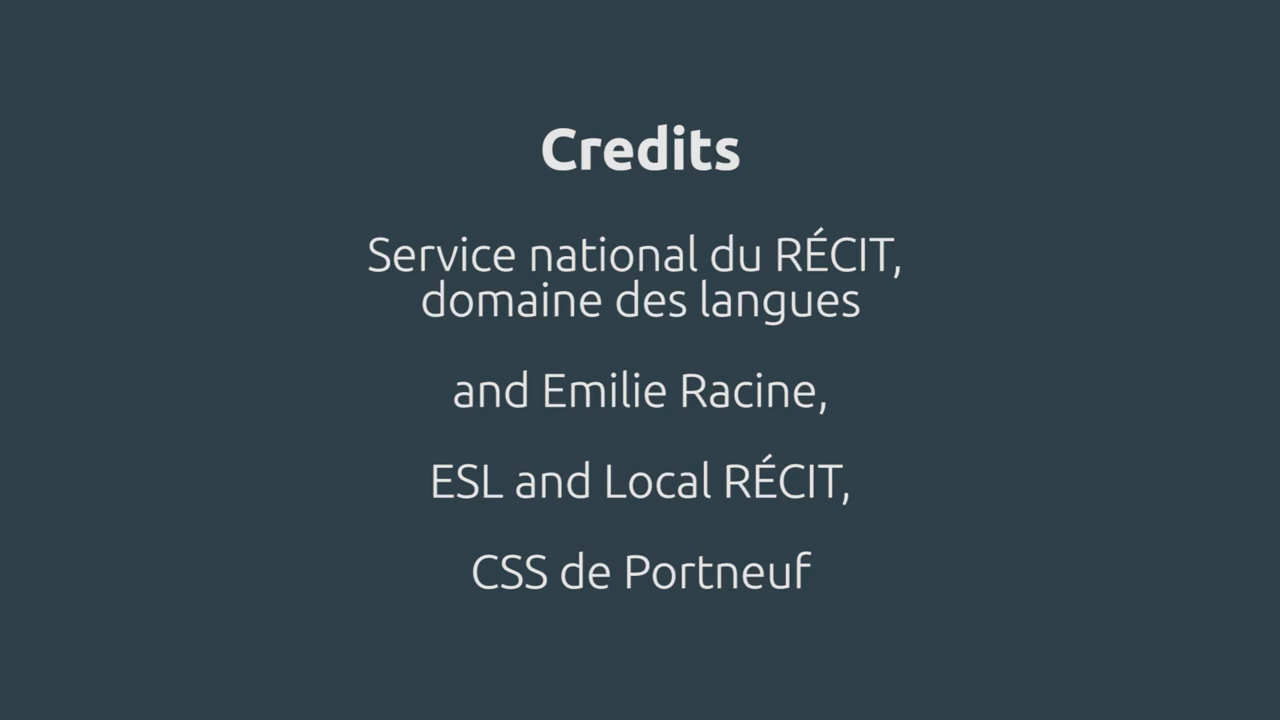 Credits
Service national du RÉCIT,
domaine des langues
and Emilie Racine,
ESL and Local RÉCIT,
CSS de Portneuf